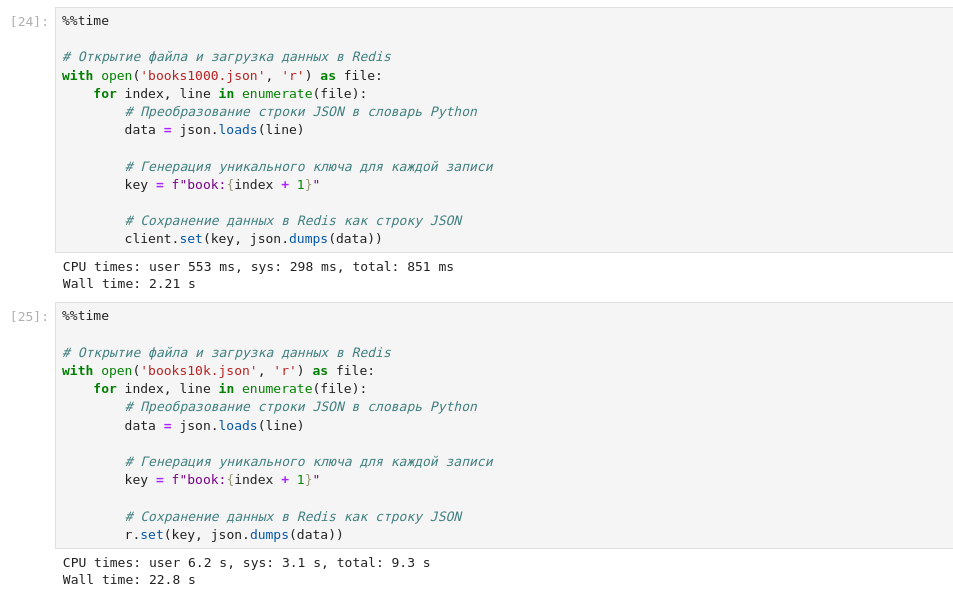 [24]:
%%time
# Открытие файла и загрузка данных в Redis
with open('books1000.json', 'r') as file:
    for index, line in enumerate(file):
        # Преобразование строки JSON в словарь Python
        data = json.loads(line)
        # Генерация уникального ключа для каждой записи
        key = f"book:{index + 1}"
        # Сохранение данных в Redis как строку JSON
        client.set(key, json.dumps(data))
CPU times: user 553 ms, sys: 298 ms, total: 851 ms
Wall time: 2.21 s
[25]:
%%time
# Открытие файла и загрузка данных в Redis
with open('books10k.json', 'r') as file:
    for index, line in enumerate(file):
        # Преобразование строки JSON в словарь Python
        data = json.loads(line)
        # Генерация уникального ключа для каждой записи
        key = f"book:{index + 1}"
        # Сохранение данных в Redis как строку JSON
        r.set(key, json.dumps(data))
CPU times: user 6.2 s, sys: 3.1 s, total: 9.3 s
Wall time: 22.8 s